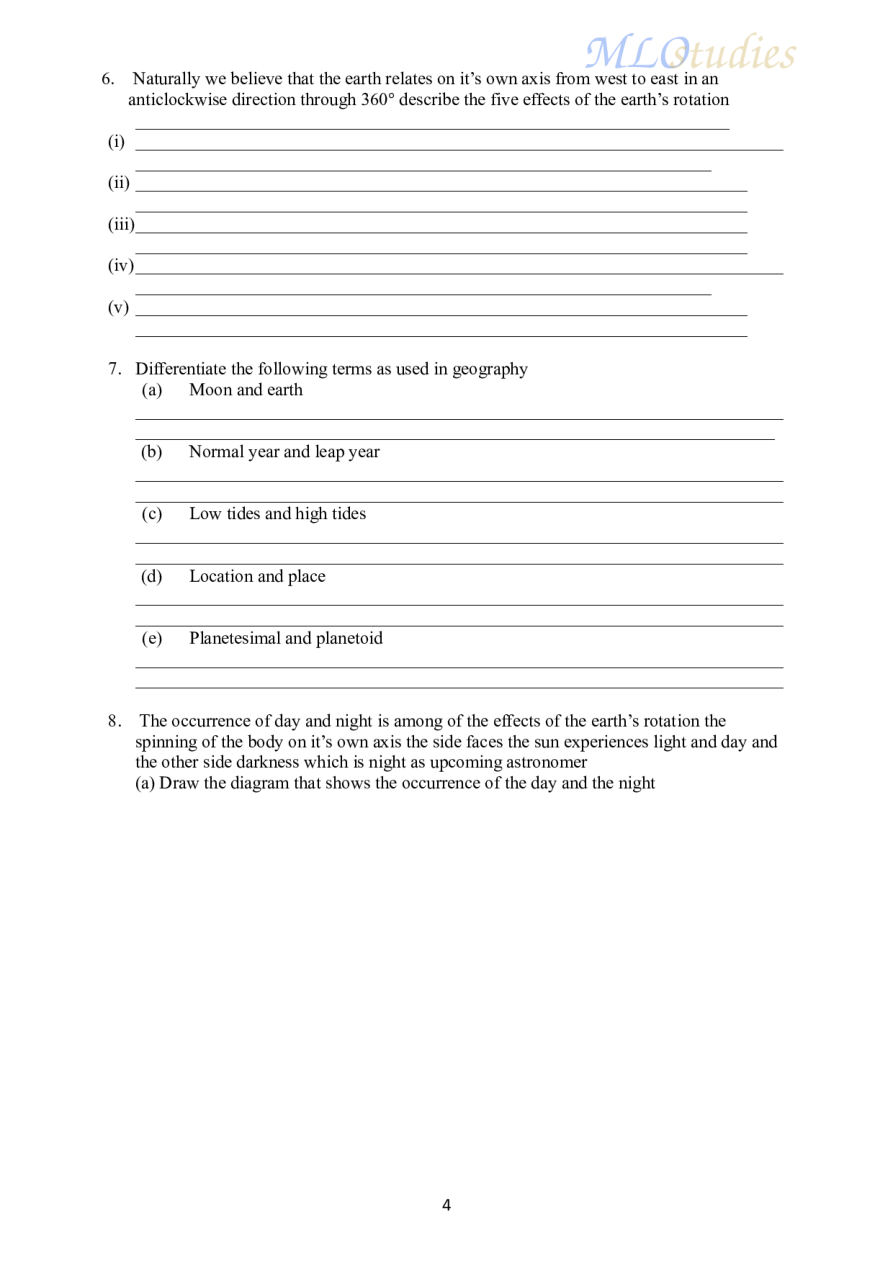 MLOstudies
6. Naturally we believe that the earth relates on it's own axis from west to east in an
anticlockwise direction through 360° describe the five effects of the earth's rotation
(i)
(ii)
(iii)
(iv)
(v)
7. Differentiate the following terms as used in geography
(a) Moon and earth
(b) Normal year and leap year
(c) Low tides and high tides
(d) Location and place
(e) Planetesimal and planetoid
8. The occurrence of day and night is among of the effects of the earth's rotation the
spinning of the body on it's own axis the side faces the sun experiences light and day and
the other side darkness which is night as upcoming astronomer
(a) Draw the diagram that shows the occurrence of the day and the night
4